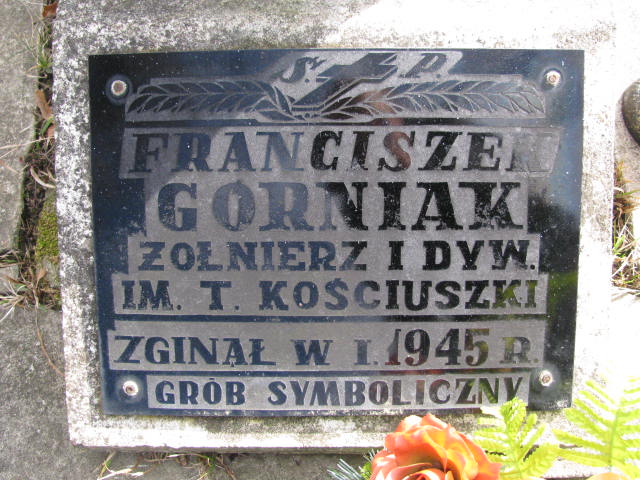 Ś. P.
FRANCISZEK
GÓRNIAK
ŻOŁNIERZ I DYW.
IM. T. KOŚCIUSZKI
ZGINĄŁ W I. 1945 R.
GRÓB SYMBOLICZNY